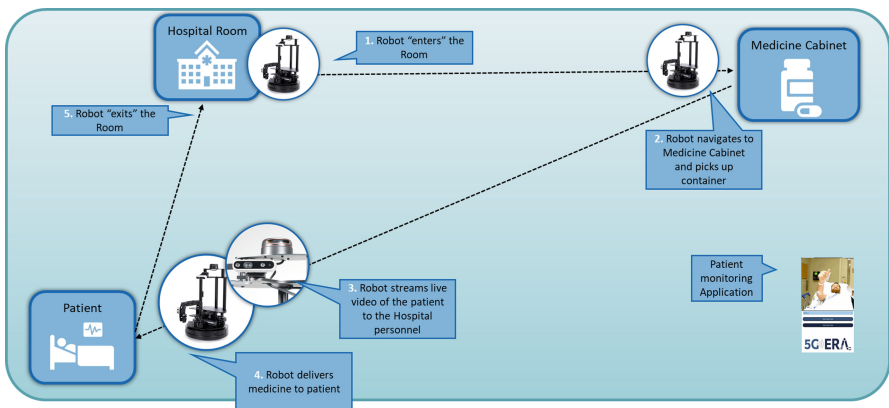 Hospital Room
1. Robot “enters” the
Room
Medicine Cabinet
5. Robot “exits” the
Room
2. Robot navigates to
Medicine Cabinet
and picks up
container
Patient
monitoring
Application
3. Robot streams live
video of the patient
to the Hospital
personnel
Patient
4. Robot delivers
medicine to patient
5G ERA